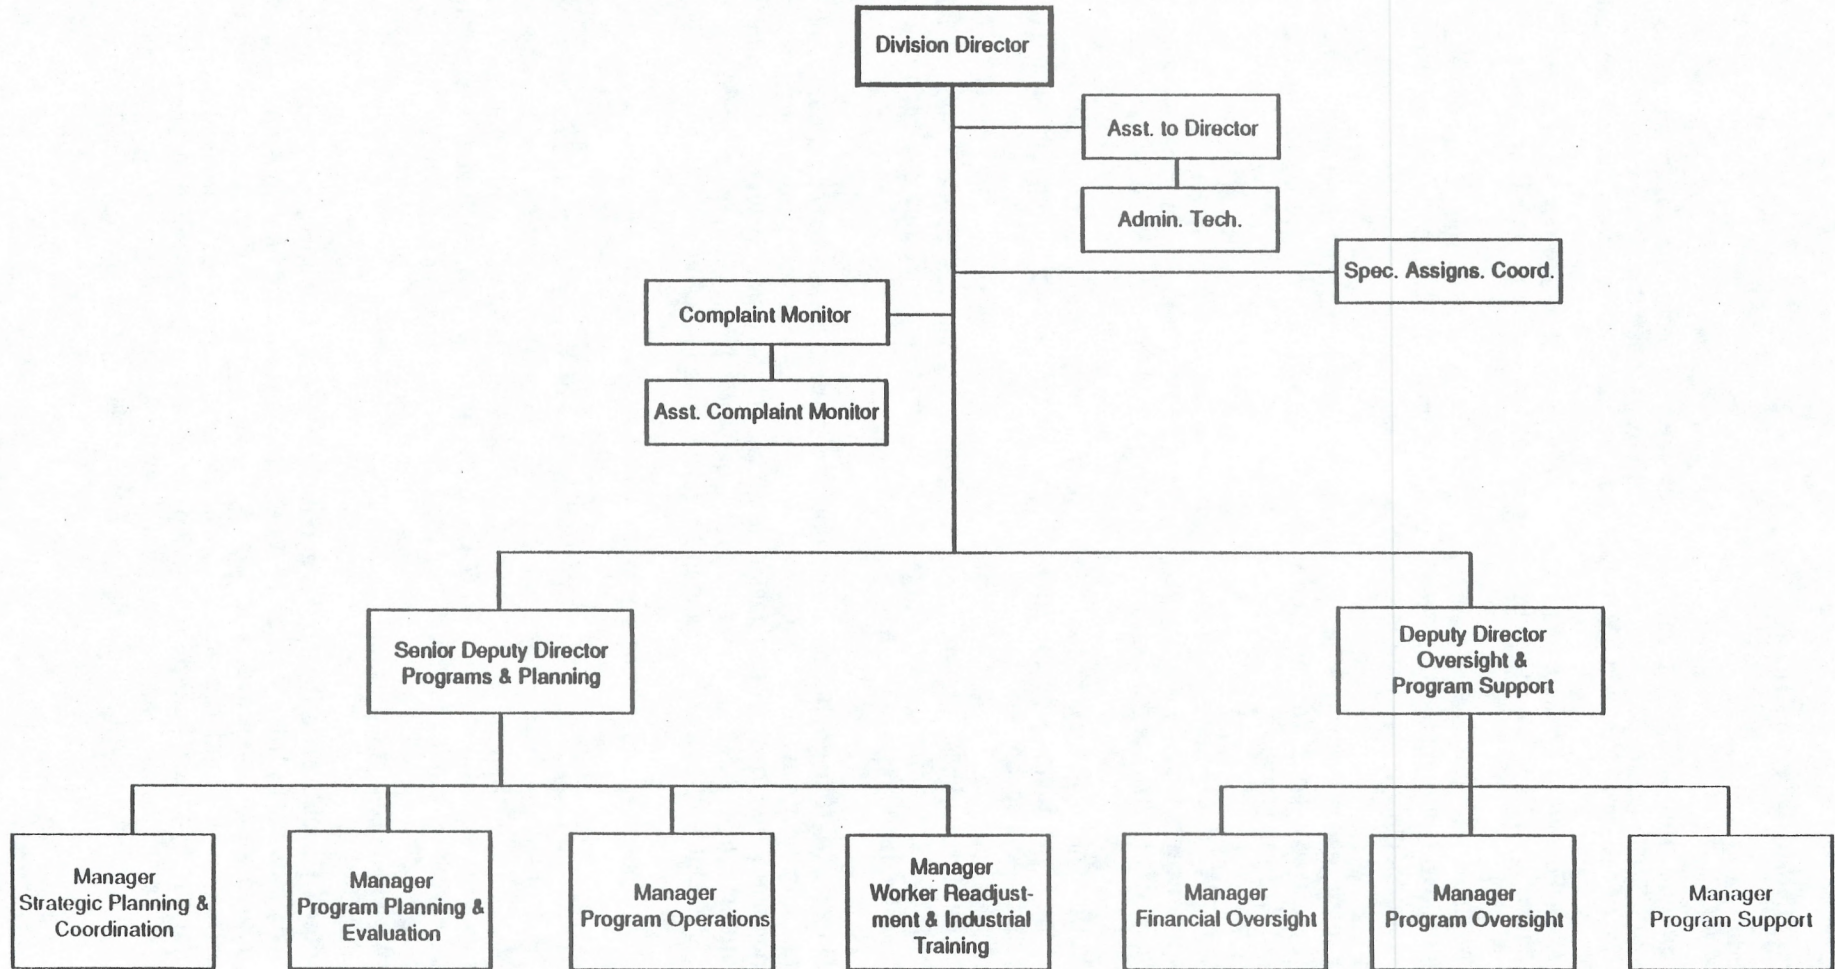 Division Director
Asst. to Director
Admin. Tech.
Spec. Assigns. Coord.
Complaint Monitor
Asst. Complaint Monitor
Senior Deputy Director
Programs & Planning
Deputy Director
Oversight &
Program Support
Manager
Strategic Planning &
Coordination
Manager
Program Planning &
Evaluation
Manager
Program Operations
Manager
Worker Readjust-
ment & Industrial
Training
Manager
Financial Oversight
Manager
Program Oversight
Manager
Program Support